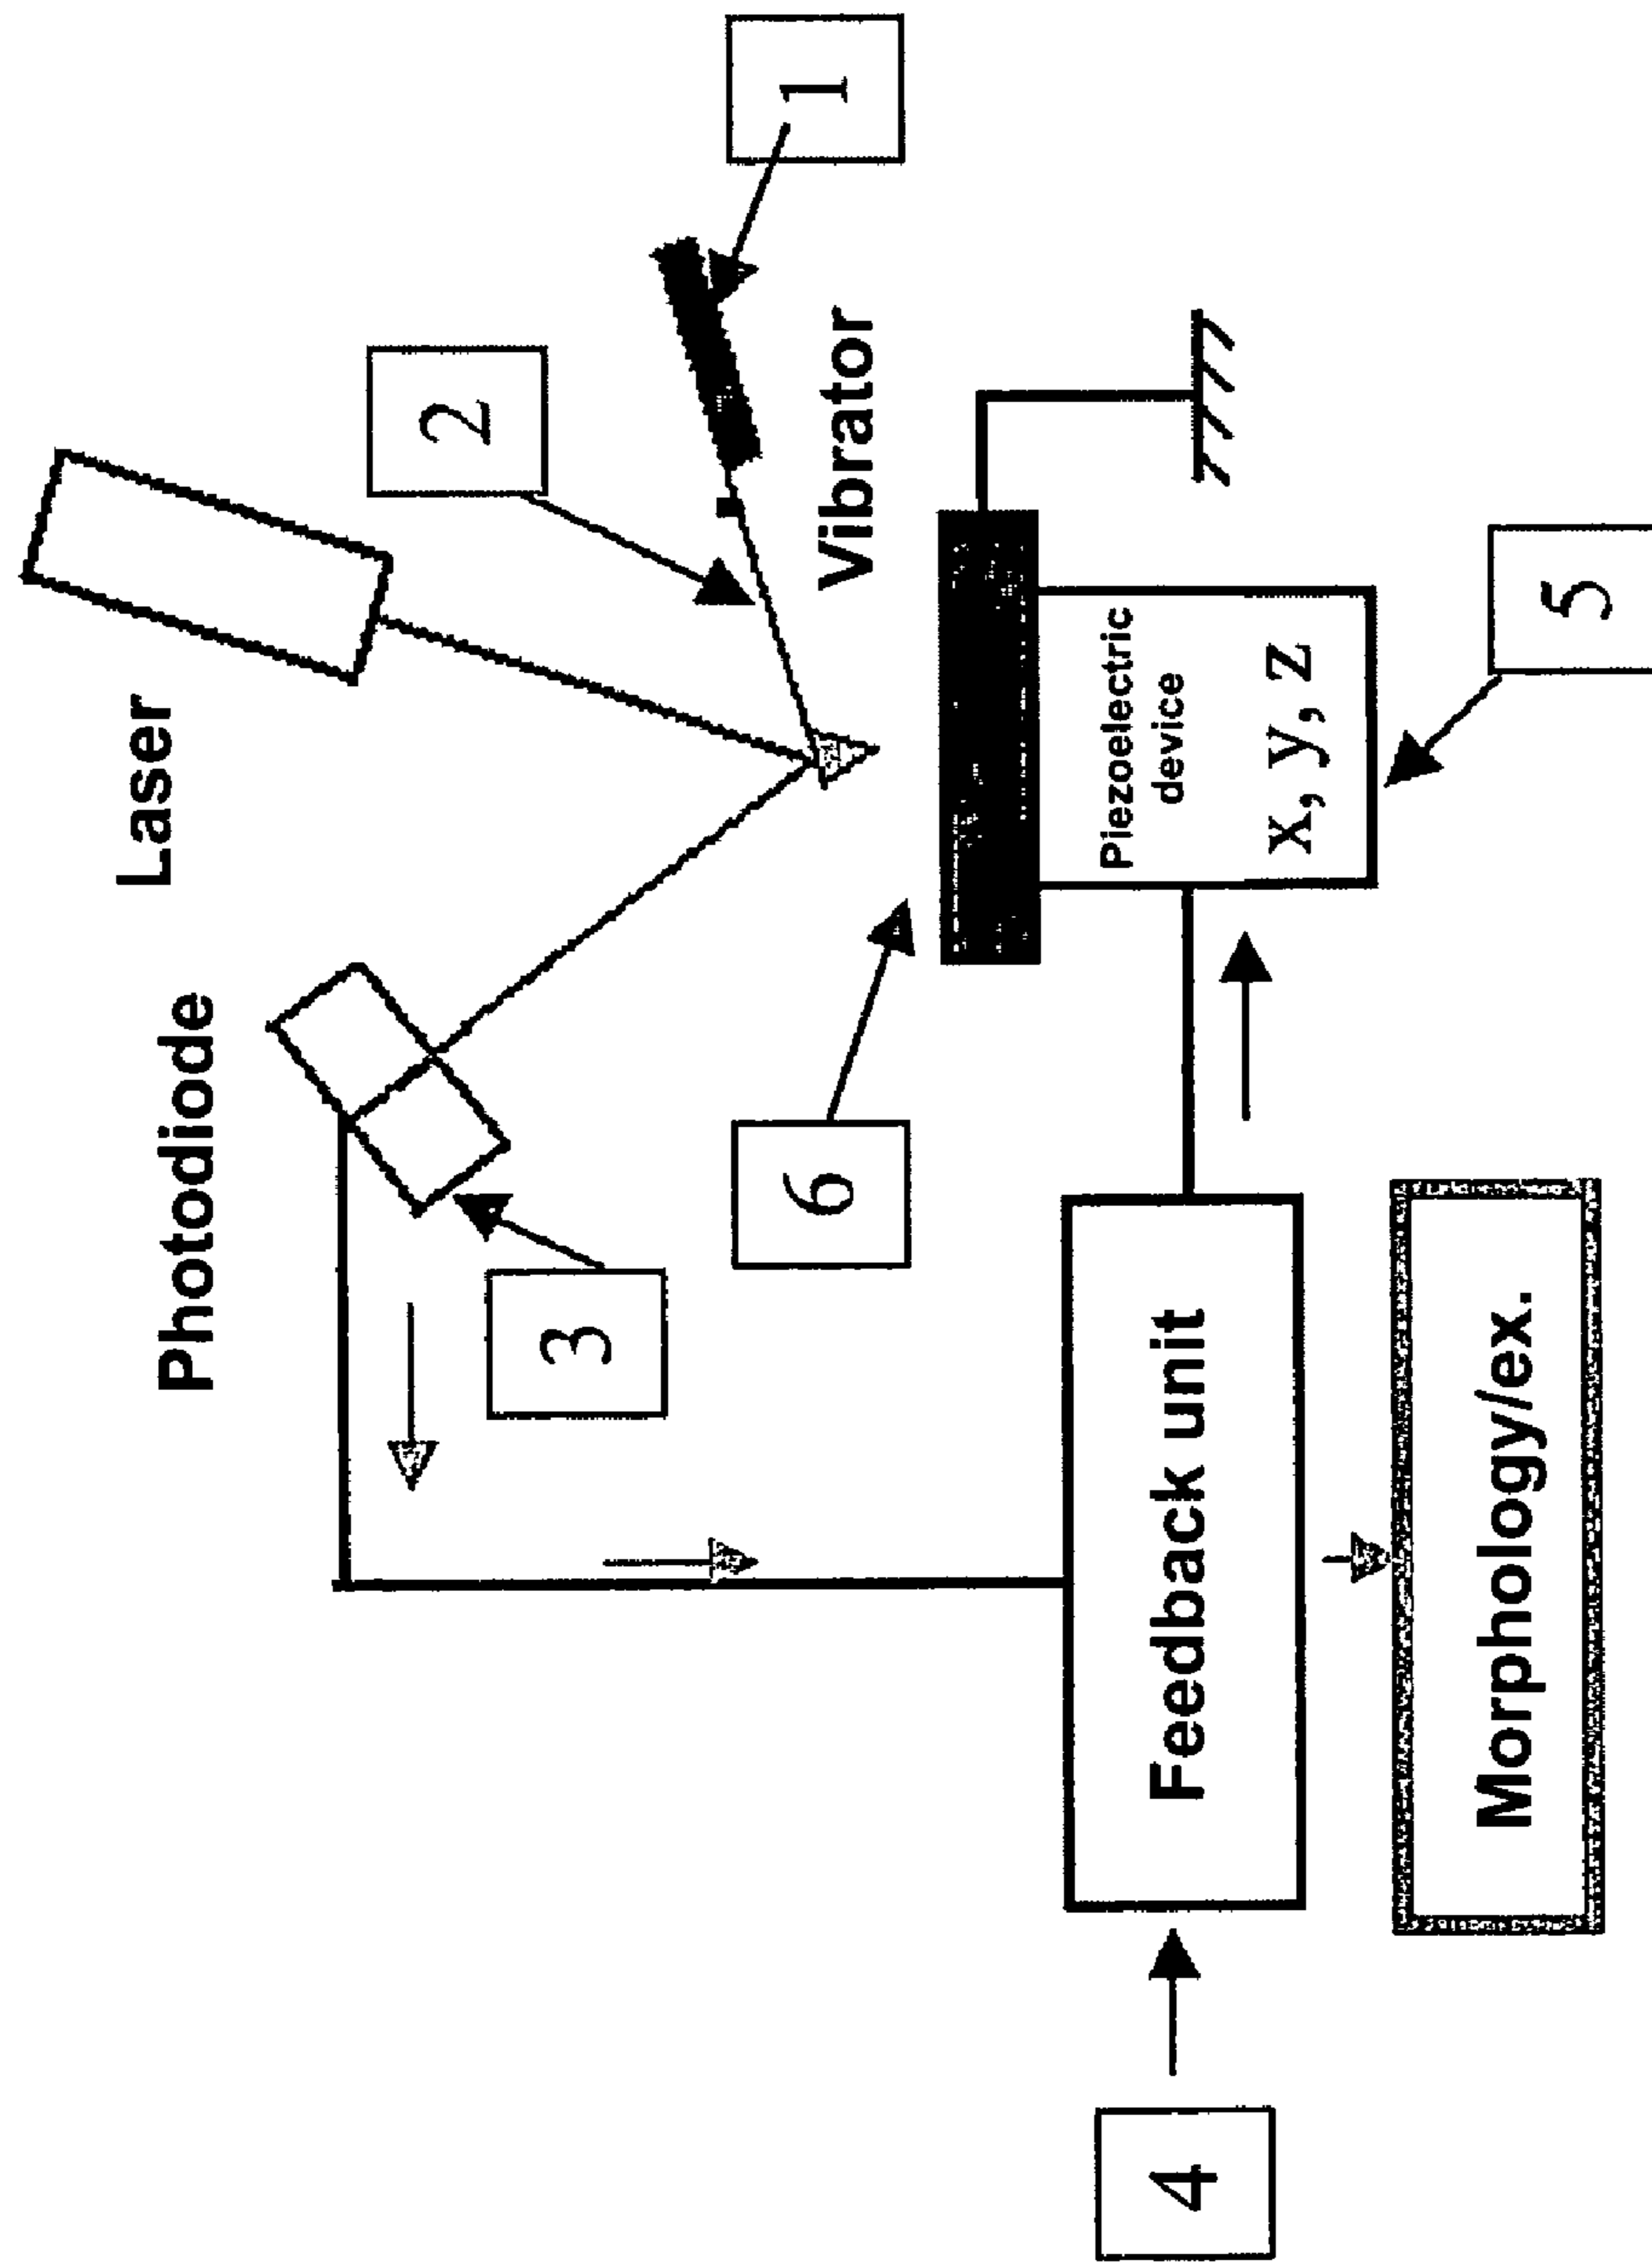 Laser
Photodiode
2
1
3
Vibrator
6
Piezoelectric
device
x, y, z
4
Feedback unit
5
Morphology/ex.